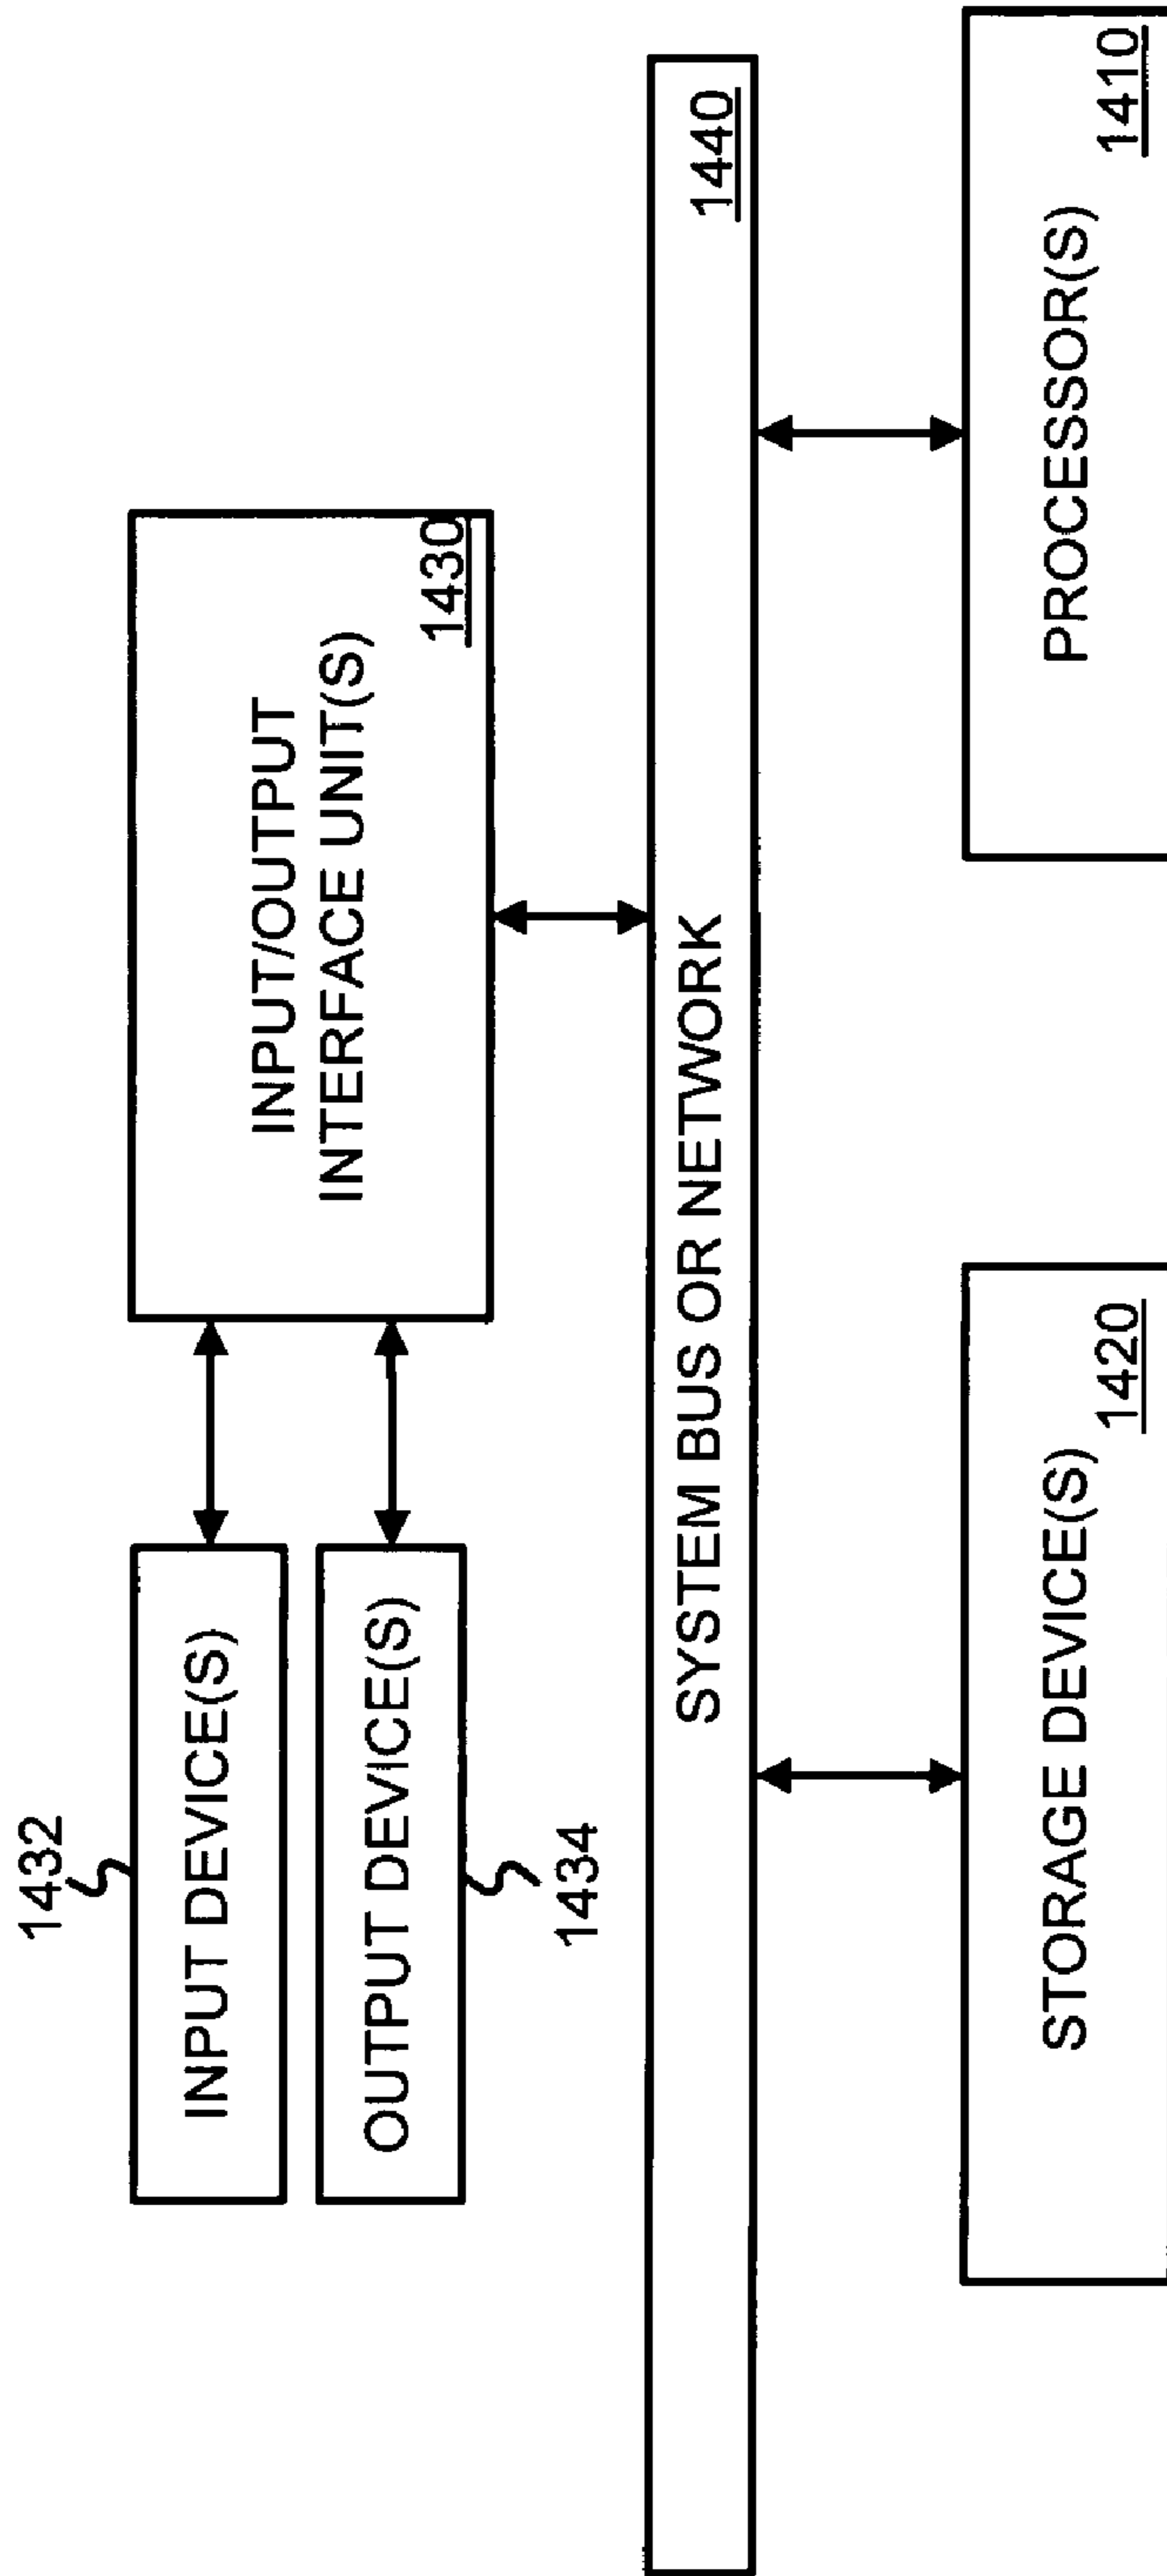 1432
INPUT DEVICE(S)
OUTPUT DEVICE(S)
1434
INPUT/OUTPUT
INTERFACE UNIT(S)
1430
SYSTEM BUS OR NETWORK
1440
STORAGE DEVICE(S)
1420
PROCESSOR(S)
1410